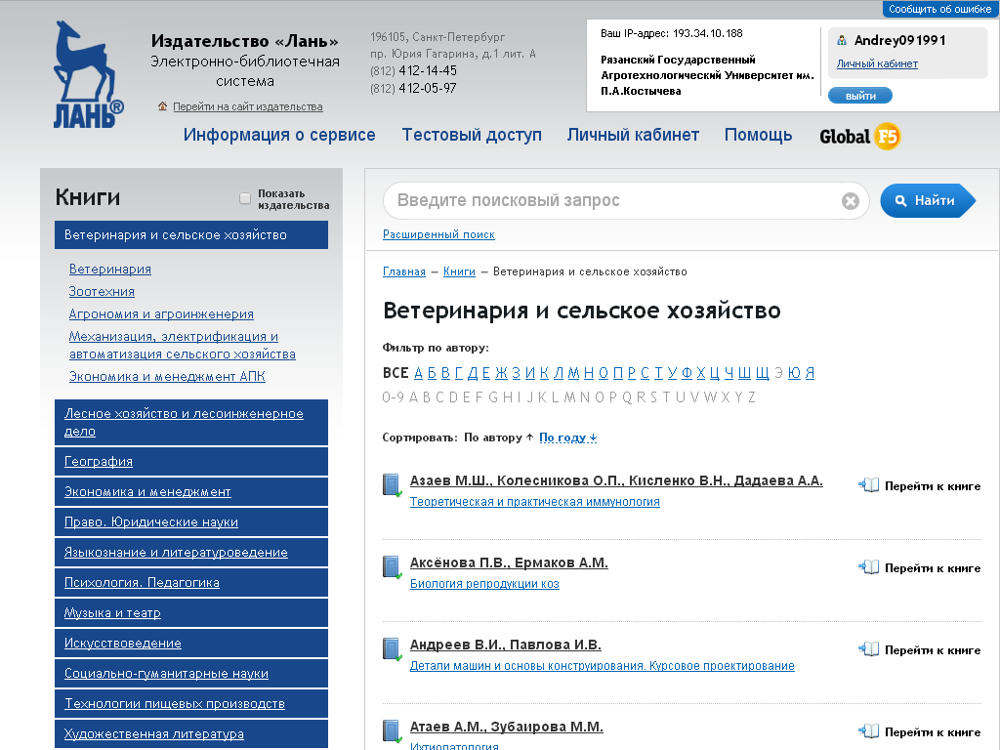 Сообщить об ошибке
ЛАНЬ®
Издательство «Лань»
Электронно-библиотечная
система
Перейти на сайт издательства
196105, Санкт-Петербург
пр. Юрия Гагарина, д.1 лит. А
(812) 412-14-45
(812) 412-05-97
Ваш IP-адрес: 193.34.10.188
Рязанский Государственный
Агротехнологический Университет им.
П.А.Костычева
Andrey091991
Личный кабинет
выйти
Информация о сервисе
Тестовый доступ
Личный кабинет
Помощь
Global F5
Книги
Показать
издательства
Ветеринария и сельское хозяйство
Ветеринария
Зоотехния
Агрономия и агроинженерия
Механизация, электрификация и
автоматизация сельского хозяйства
Экономика и менеджмент АПК
Лесное хозяйство и лесоинженерное
дело
География
Экономика и менеджмент
Право. Юридические науки
Языкознание и литературоведение
Психология. Педагогика
Музыка и театр
Искусствоведение
Социально-гуманитарные науки
Технологии пищевых производств
Художественная литература
Введите поисковый запрос
Найти
Расширенный поиск
Главная — Книги — Ветеринария и сельское хозяйство
Ветеринария и сельское хозяйство
Фильтр по автору:
ВСЕ А Б В Г Д Е Ж З И К Л М Н О П Р С Т У Ф Х Ц Ч Ш Щ Э Ю Я
0-9 A B C D E F G H I J K L M N O P Q R S T U V W X Y Z
Сортировать: По автору ↑ По году ↓
Азаев М.Ш., Колесникова О.П., Кисленко В.Н., Дадаева А.А.
Теоретическая и практическая иммунология
Перейти к книге
Аксёнова П.В., Ермаков А.М.
Биология репродукции коз
Перейти к книге
Андреев В.И., Павлова И.В.
Детали машин и основы конструирования. Курсовое проектирование
Перейти к книге
Атаев А.М., Зубаирова М.М.
Ихтиопатология
Перейти к книге